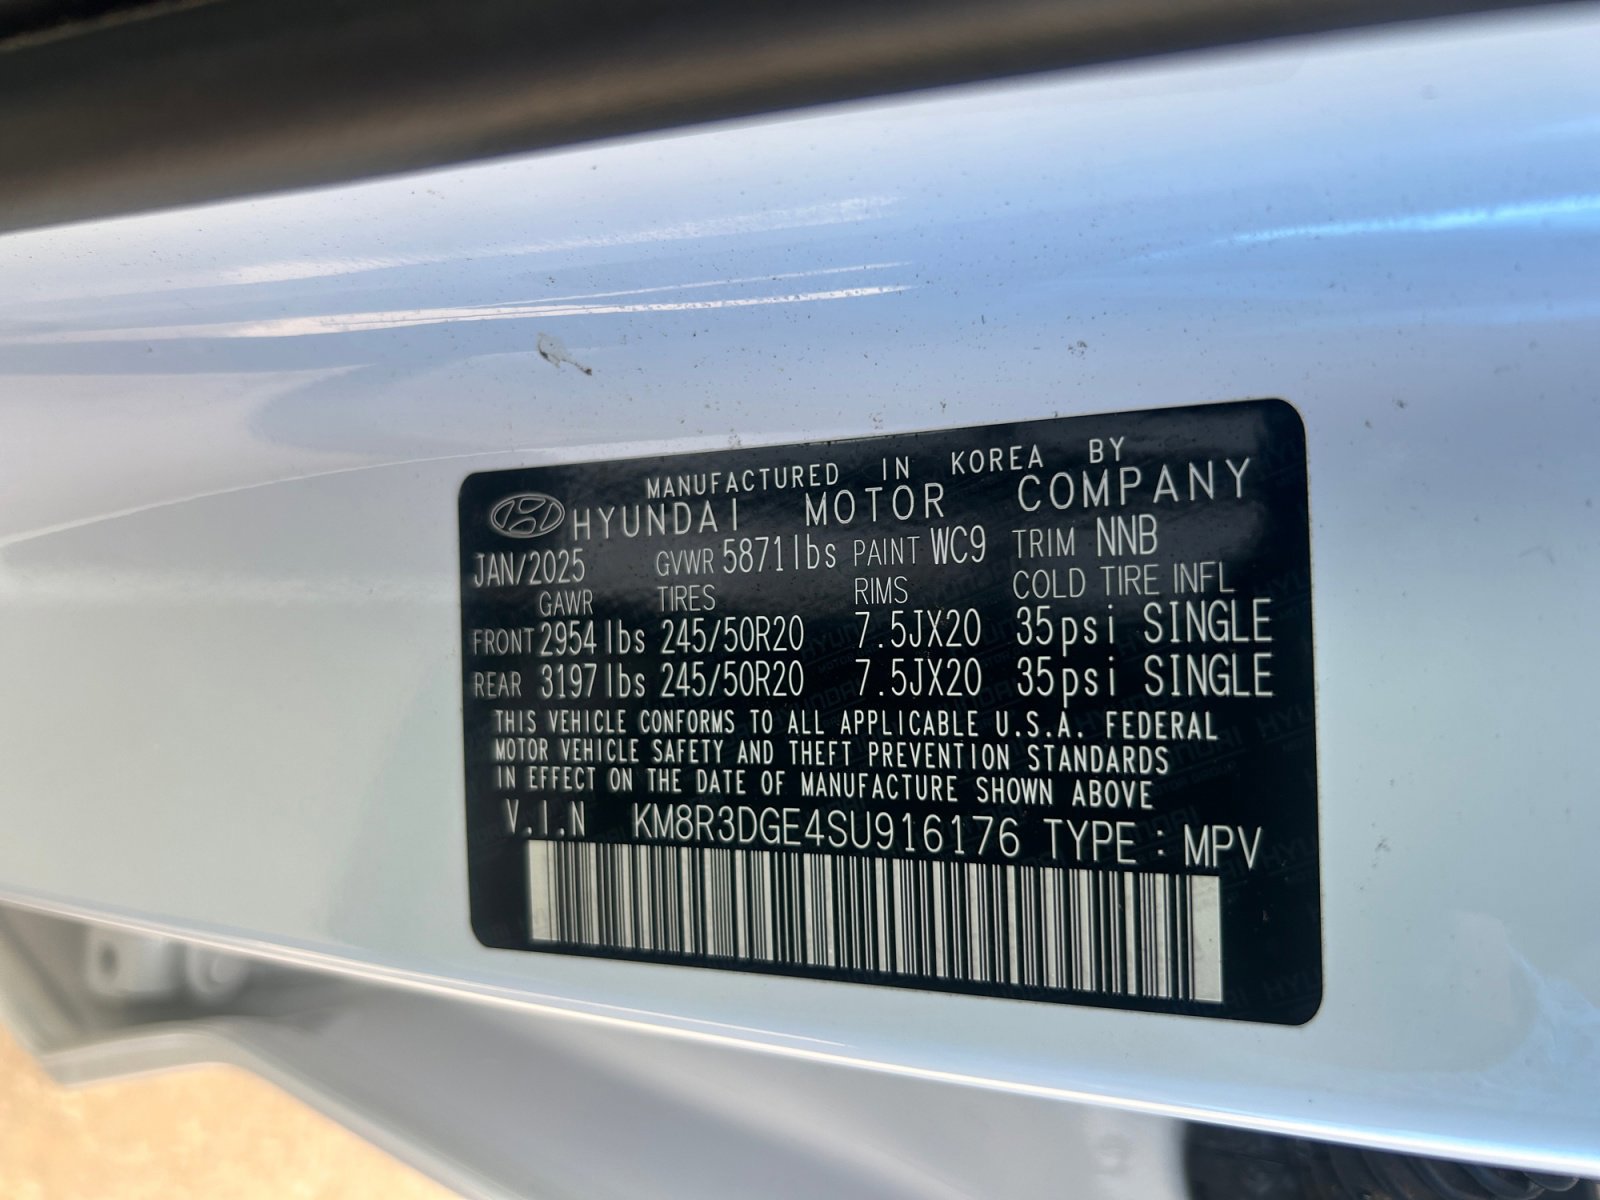 MANUFACTURED IN KOREA BY
HYUNDAI MOTOR COMPANY
JAN/2025 GVWR 5871lbs PAINT WC9 TRIM NNB
GAWR TIRES RIMS COLD TIRE INFL
FRONT 2954lbs 245/50R20 7.5JX20 35psi SINGLE
REAR 3197lbs 245/50R20 7.5JX20 35psi SINGLE
THIS VEHICLE CONFORMS TO ALL APPLICABLE U.S.A. FEDERAL
MOTOR VEHICLE SAFETY AND THEFT PREVENTION STANDARDS
IN EFFECT ON THE DATE OF MANUFACTURE SHOWN ABOVE
V.I.N KM8R3DGE4SU916176 TYPE : MPV